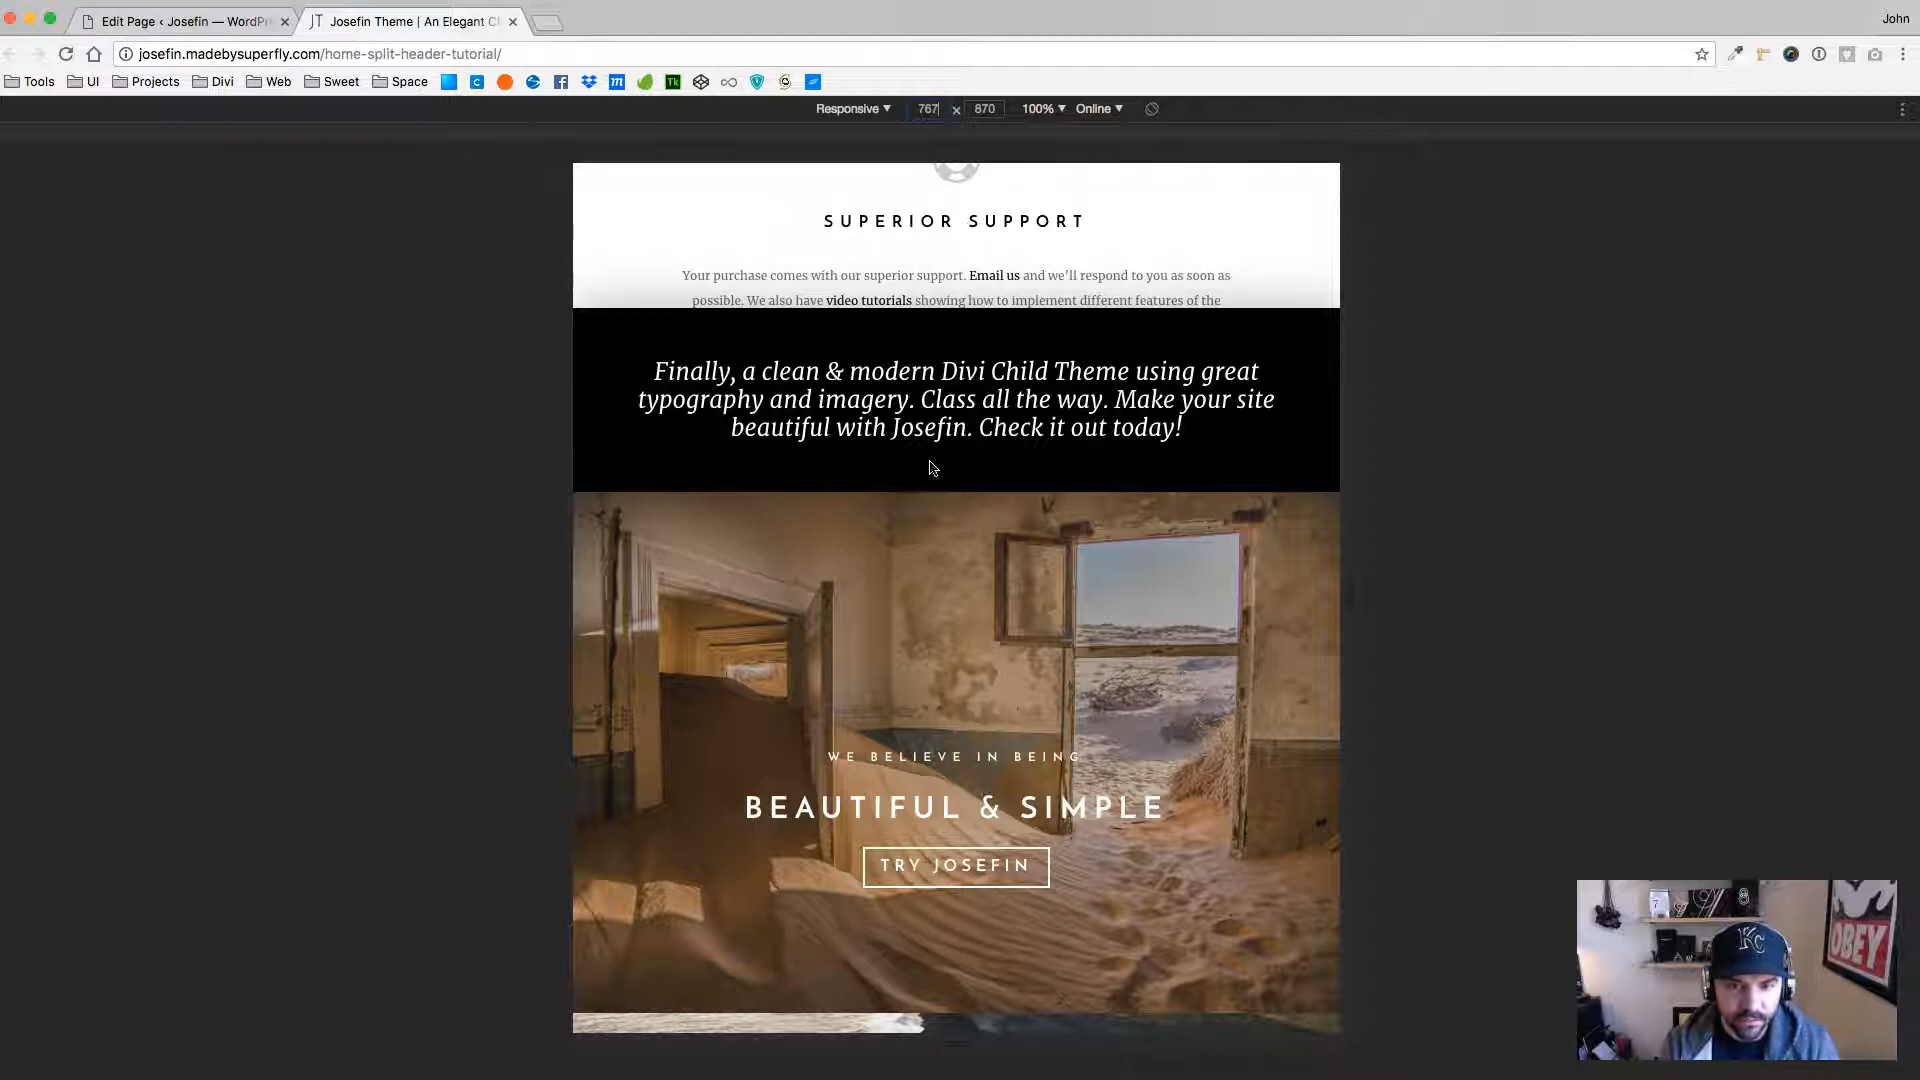 Edit Page ‹ Josefin — WordPr
JT Josefin Theme | An Elegant C
John
josefin.madebysuperfly.com/home-split-header-tutorial/
Tools UI Projects Divi Web Sweet Space
Responsive ▼ 767 × 870 100% ▼ Online ▼
SUPERIOR SUPPORT
Your purchase comes with our superior support. Email us and we’ll respond to you as soon as
possible. We also have video tutorials showing how to implement different features of the
Finally, a clean & modern Divi Child Theme using great
typography and imagery. Class all the way. Make your site
beautiful with Josefin. Check it out today!
WE BELIEVE IN BEING
BEAUTIFUL & SIMPLE
TRY JOSEFIN
KC
OBEY